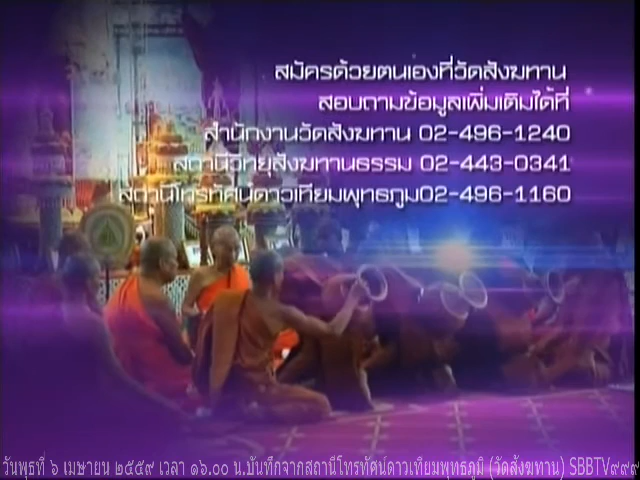 สมัครด้วยตนเองที่วัดสังฆทาน
สอบถามข้อมูลเพิ่มเติมได้ที่
สำนักงานวัดสังฆทาน 02-496-1240
สถานีวิทยุสังฆทานธรรม 02-443-0341
สถานีโทรทัศน์ดาวเทียมพุทธภูมิ02-496-1160
วันพุธที่ ๖ เมษายน ๒๕๕๙ เวลา ๑๖.๐๐ น.บันทึกจากสถานีโทรทัศน์ดาวเทียมพุทธภูมิ (วัดสังฆทาน) SBBTV๙๙๙